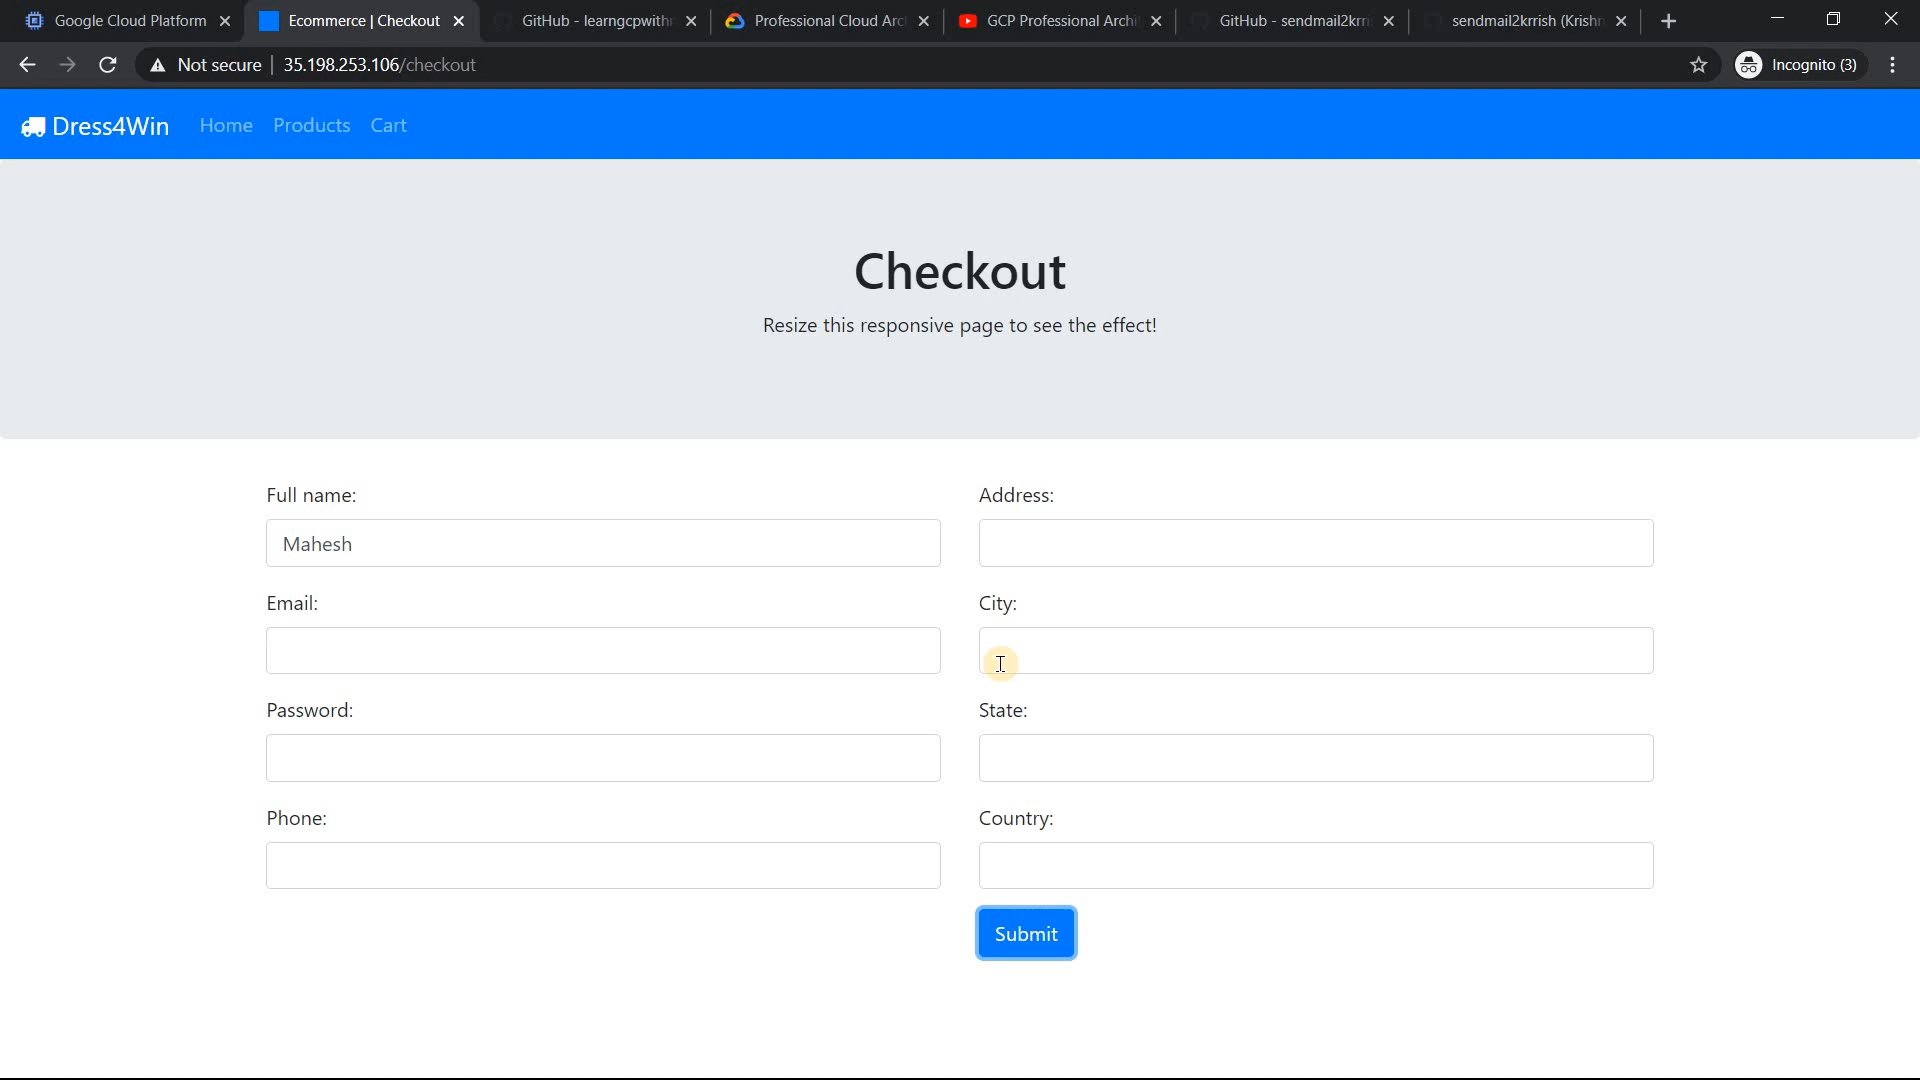 Google Cloud Platform
Ecommerce | Checkout
GitHub - learngcpwith
Professional Cloud Arc
GCP Professional Archi
GitHub - sendmail2krri
sendmail2krrish (Krishn
Not secure
35.198.253.106/checkout
Incognito (3)
Dress4Win
Home
Products
Cart
Checkout
Resize this responsive page to see the effect!
Full name:
Address:
Mahesh
Email:
City:
Password:
State:
Phone:
Country:
Submit